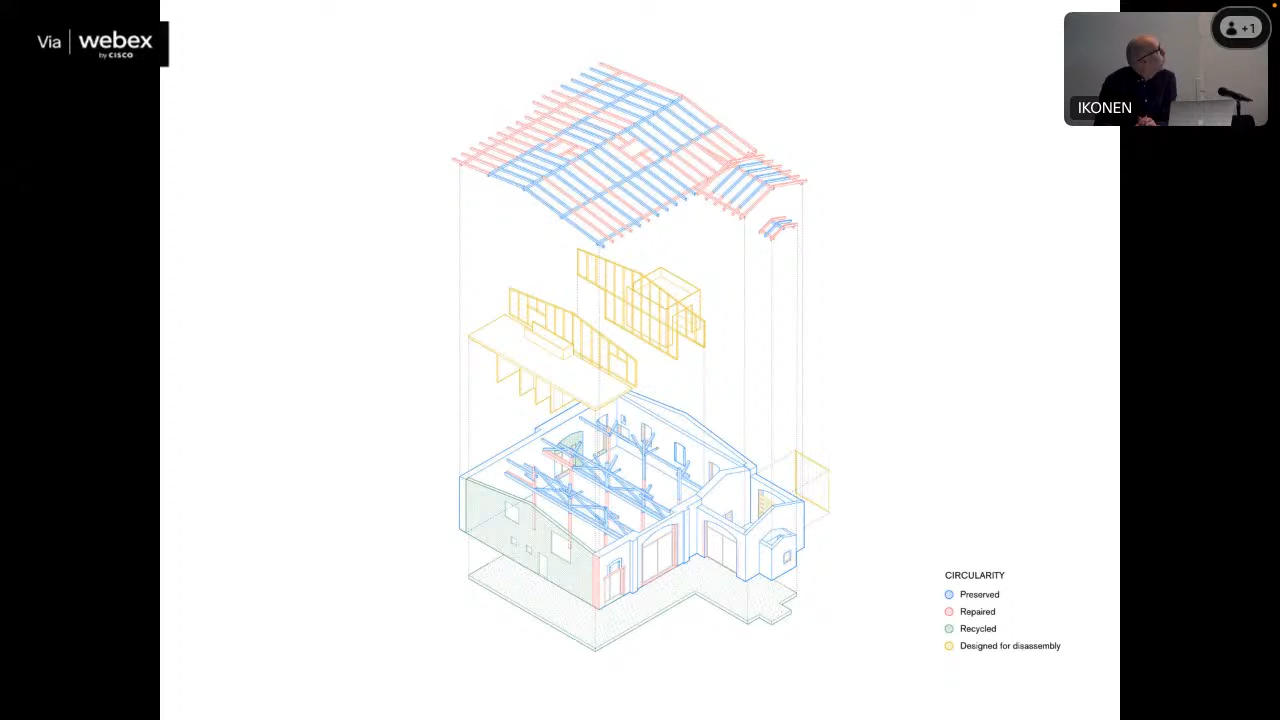 Via
webex
by CISCO
+1
IKONEN
CIRCULARITY
Preserved
Repaired
Recycled
Designed for disassembly